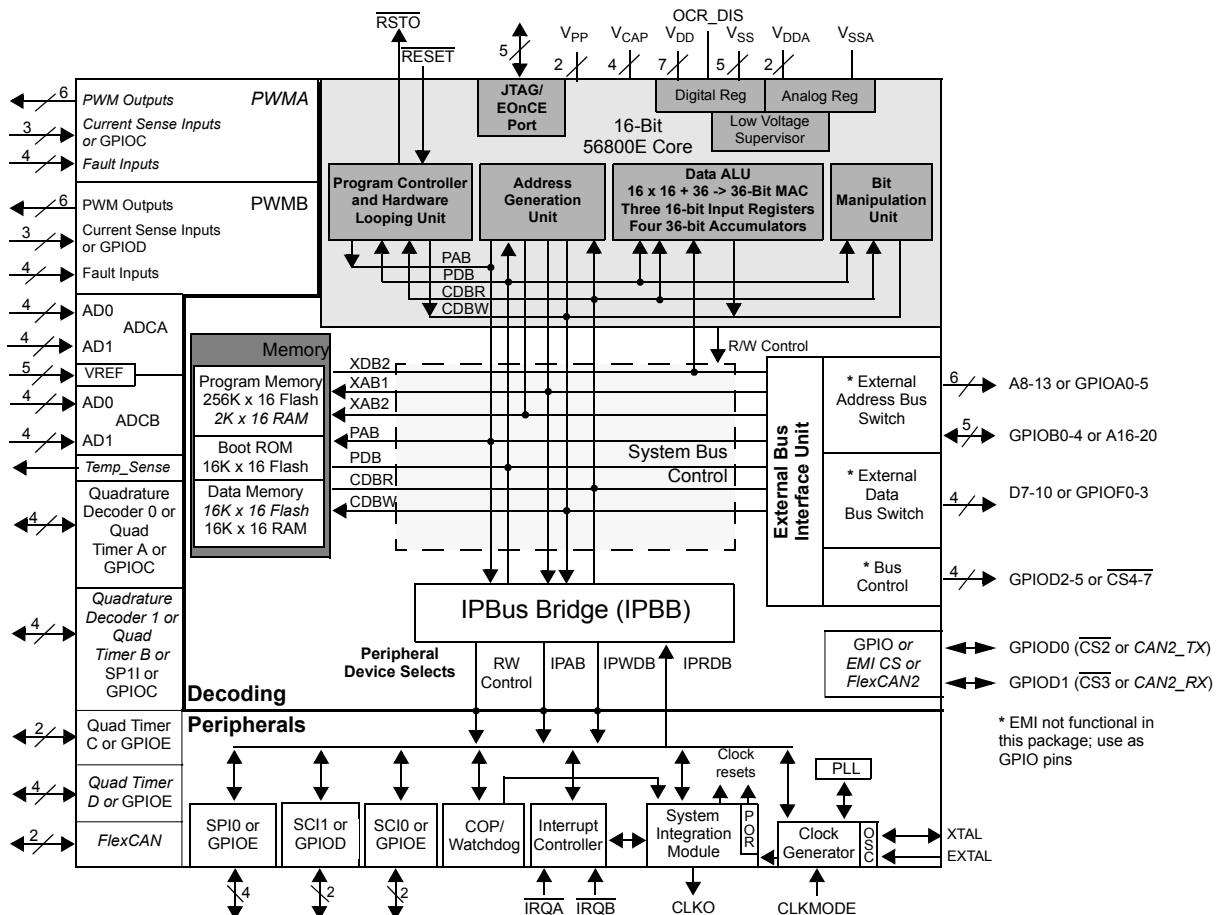 RSTO
RESET
5
VPP
2
VCAP
4
VDD
7
OCR_DIS
VSS
5
VDDA
2
VSSA
6
PWM Outputs
PWMA
3
Current Sense Inputs
or GPIOC
4
Fault Inputs
6
PWM Outputs
PWMB
3
Current Sense Inputs
or GPIOD
4
Fault Inputs
JTAG/
EOnCE
Port
Digital Reg
Analog Reg
Low Voltage
Supervisor
16-Bit
56800E Core
Program Controller
and Hardware
Looping Unit
Address
Generation
Unit
Data ALU
16 x 16 + 36 -> 36-Bit MAC
Three 16-bit Input Registers
Four 36-bit Accumulators
Bit
Manipulation
Unit
PAB
PDB
CDBR
CDBW
4
AD0
ADCA
4
AD1
5
VREF
4
AD0
ADCB
4
AD1
Temp_Sense
4
Quadrature
Decoder 0 or
Quad
Timer A or
GPIOC
4
Quadrature
Decoder 1 or
Quad
Timer B or
SP1I or
GPIOC
2
Quad Timer
C or GPIOE
4
Quad Timer
D or GPIOE
2
FlexCAN
Memory
Program Memory
256K x 16 Flash
2K x 16 RAM
Boot ROM
16K x 16 Flash
Data Memory
16K x 16 Flash
16K x 16 RAM
XDB2
XAB1
XAB2
PAB
PDB
CDBR
CDBW
R/W Control
System Bus
Control
External Bus
Interface Unit
* External
Address Bus
Switch
* External
Data
Bus Switch
* Bus
Control
6
A8-13 or GPIOA0-5
5
GPIOB0-4 or A16-20
4
D7-10 or GPIOF0-3
4
GPIOD2-5 or CS4-7
IPBus Bridge (IPBB)
GPIO or
EMI CS or
FlexCAN2
GPIOD0 (CS2 or CAN2_TX)
GPIOD1 (CS3 or CAN2_RX)
* EMI not functional in
this package; use as
GPIO pins
Peripheral
Device Selects
RW
Control
IPAB
IPWDB
IPRDB
Decoding
Peripherals
Clock
resets
PLL
SPI0 or
GPIOE
SCI1 or
GPIOD
SCI0 or
GPIOE
COP/
Watchdog
Interrupt
Controller
System
Integration
Module
POR
Clock
Generator
OSC
XTAL
EXTAL
4
2
2
IRQA
IRQB
CLKO
CLKMODE